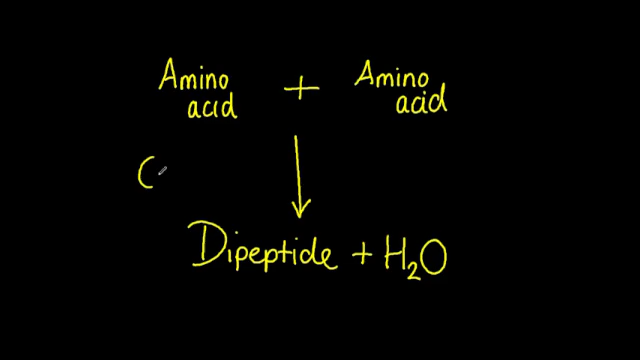 Amino + Amino
acid acid
(
Dipeptide + H₂O